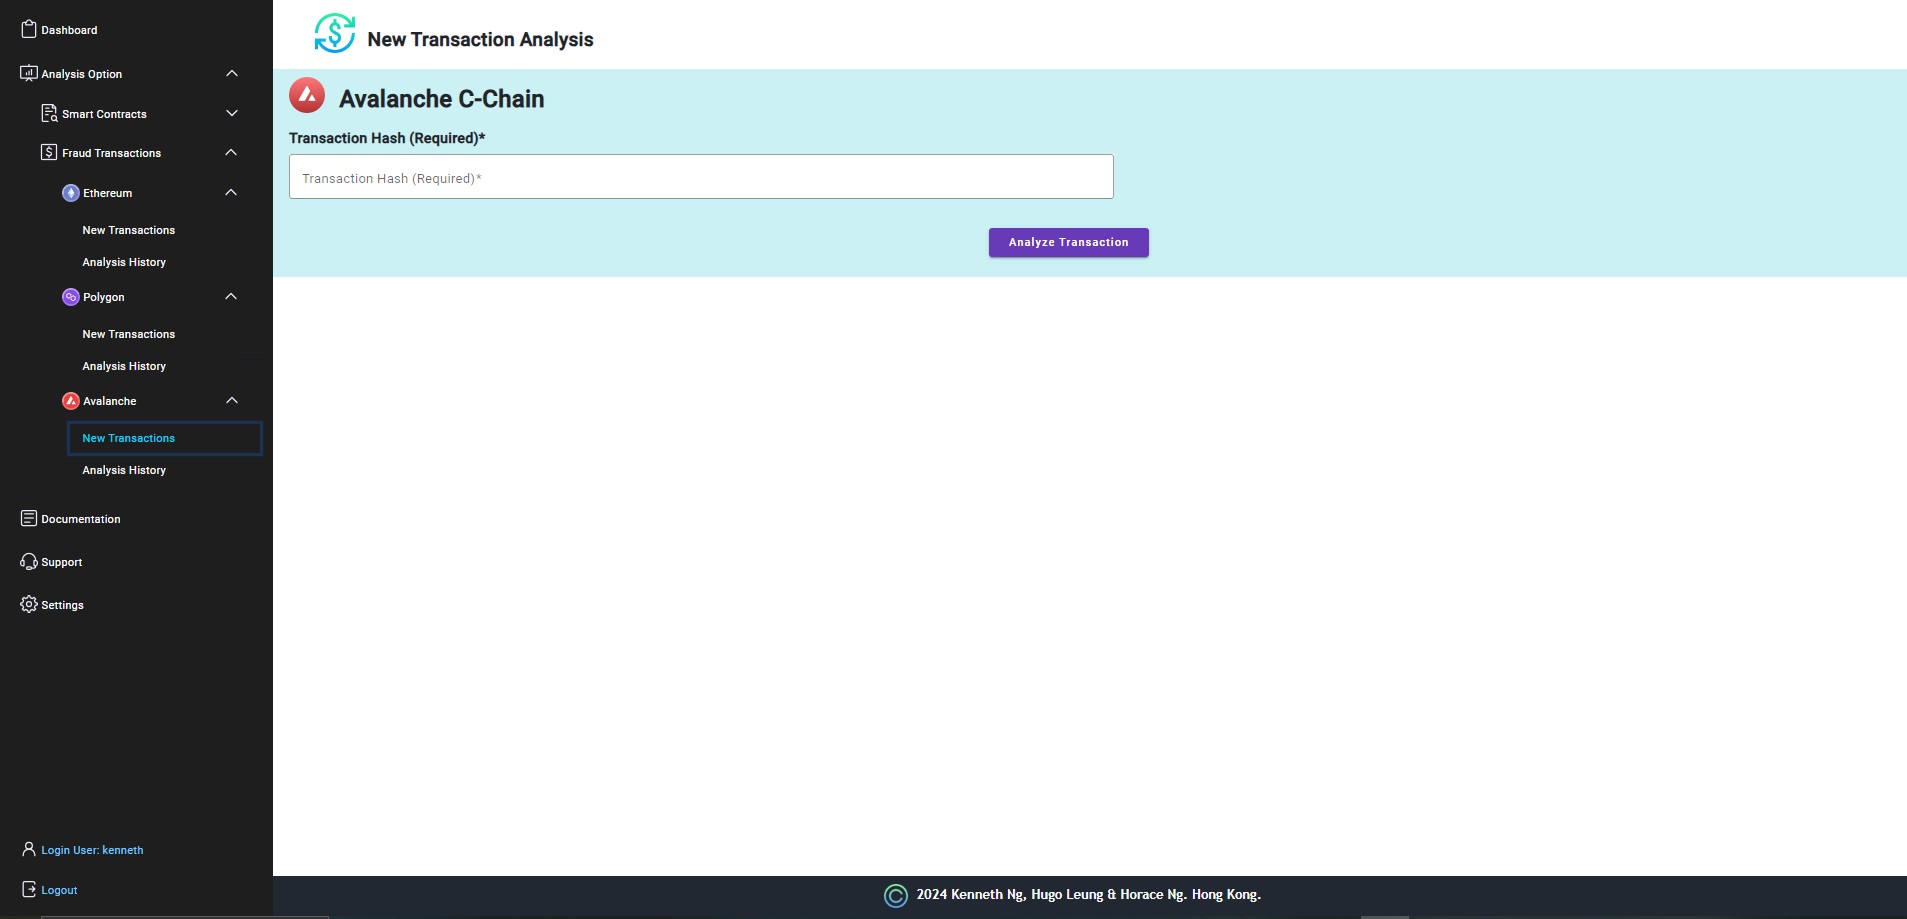 Dashboard
Analysis Option
Smart Contracts
Fraud Transactions
Ethereum
New Transactions
Analysis History
Polygon
New Transactions
Analysis History
Avalanche
New Transactions
Analysis History
Documentation
Support
Settings
Login User: kenneth
Logout
New Transaction Analysis
Avalanche C-Chain
Transaction Hash (Required)*
Transaction Hash (Required)*
Analyze Transaction
2024 Kenneth Ng, Hugo Leung & Horace Ng. Hong Kong.